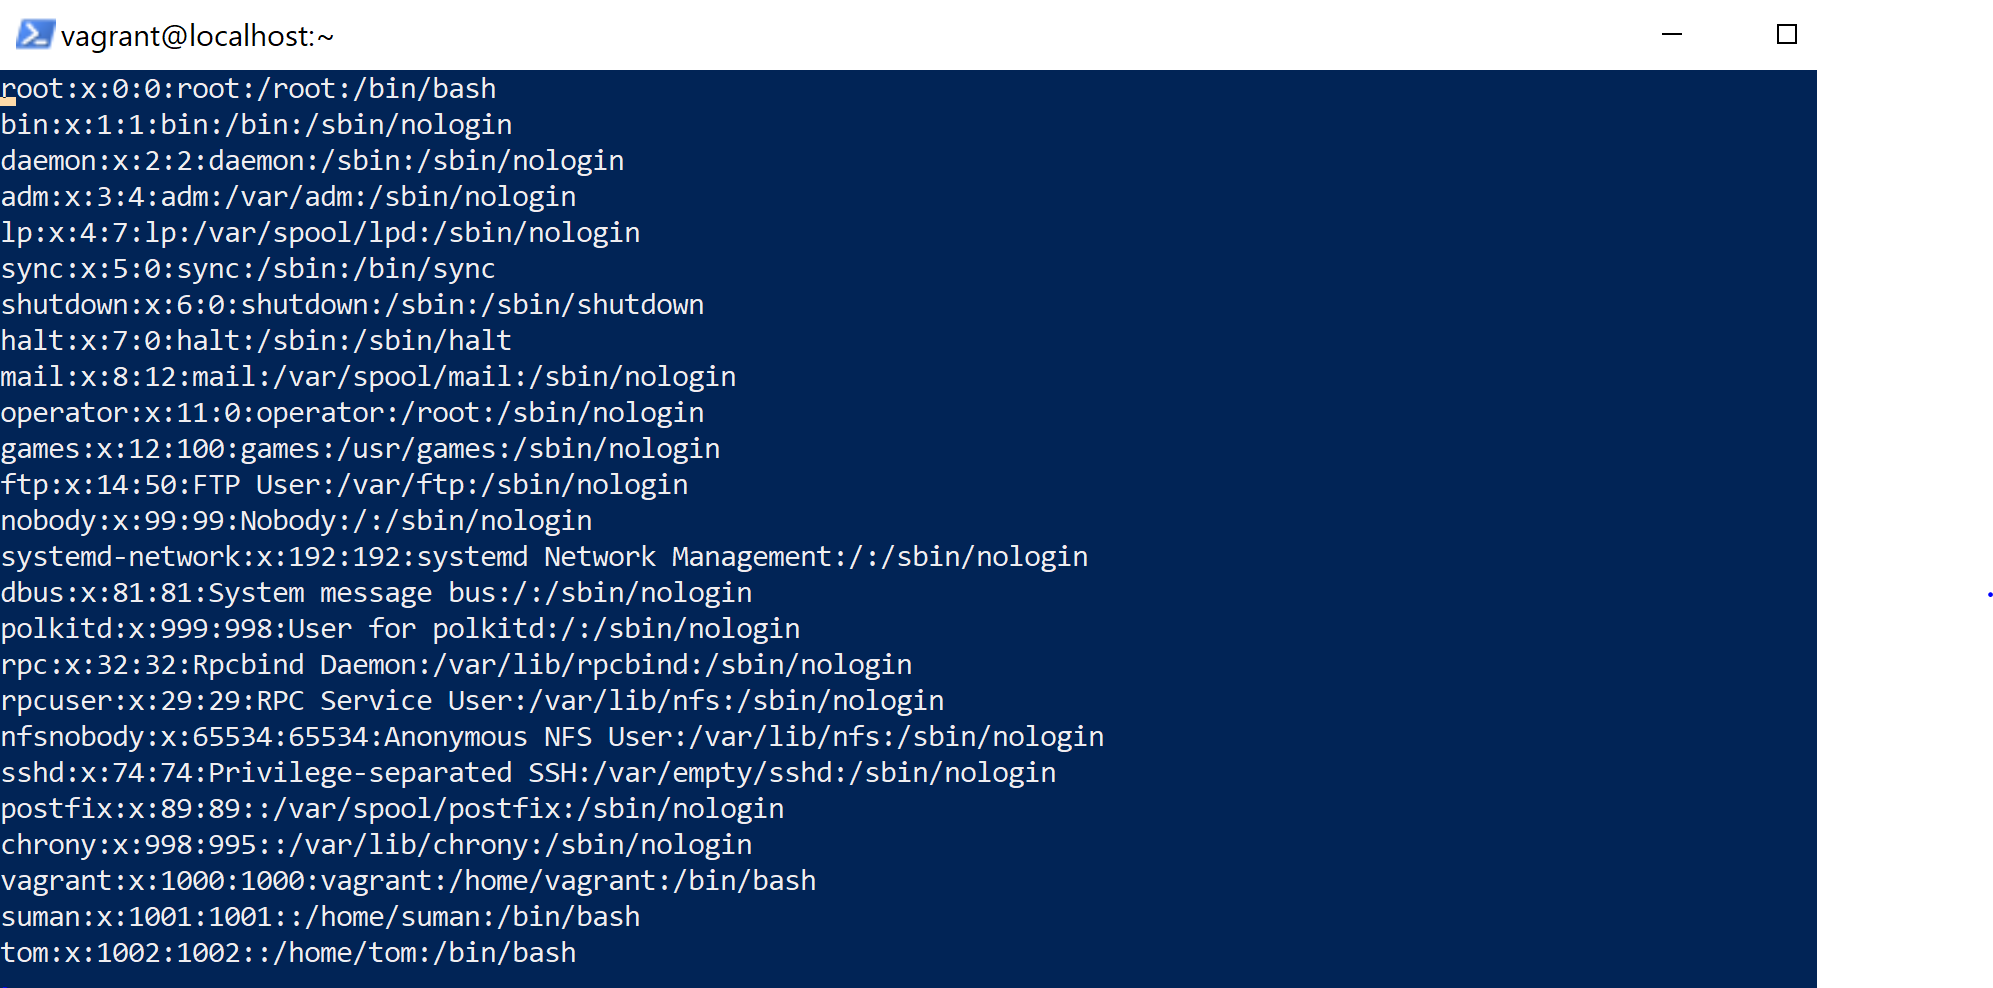 vagrant@localhost:~
root:x:0:0:root:/root:/bin/bash
bin:x:1:1:bin:/bin:/sbin/nologin
daemon:x:2:2:daemon:/sbin:/sbin/nologin
adm:x:3:4:adm:/var/adm:/sbin/nologin
lp:x:4:7:lp:/var/spool/lpd:/sbin/nologin
sync:x:5:0:sync:/sbin:/bin/sync
shutdown:x:6:0:shutdown:/sbin:/sbin/shutdown
halt:x:7:0:halt:/sbin:/sbin/halt
mail:x:8:12:mail:/var/spool/mail:/sbin/nologin
operator:x:11:0:operator:/root:/sbin/nologin
games:x:12:100:games:/usr/games:/sbin/nologin
ftp:x:14:50:FTP User:/var/ftp:/sbin/nologin
nobody:x:99:99:Nobody:/:/sbin/nologin
systemd-network:x:192:192:systemd Network Management:/:/sbin/nologin
dbus:x:81:81:System message bus:/:/sbin/nologin
polkitd:x:999:998:User for polkitd:/:/sbin/nologin
rpc:x:32:32:Rpcbind Daemon:/var/lib/rpcbind:/sbin/nologin
rpcuser:x:29:29:RPC Service User:/var/lib/nfs:/sbin/nologin
nfsnobody:x:65534:65534:Anonymous NFS User:/var/lib/nfs:/sbin/nologin
sshd:x:74:74:Privilege-separated SSH:/var/empty/sshd:/sbin/nologin
postfix:x:89:89::/var/spool/postfix:/sbin/nologin
chrony:x:998:995::/var/lib/chrony:/sbin/nologin
vagrant:x:1000:1000:vagrant:/home/vagrant:/bin/bash
suman:x:1001:1001::/home/suman:/bin/bash
tom:x:1002:1002::/home/tom:/bin/bash